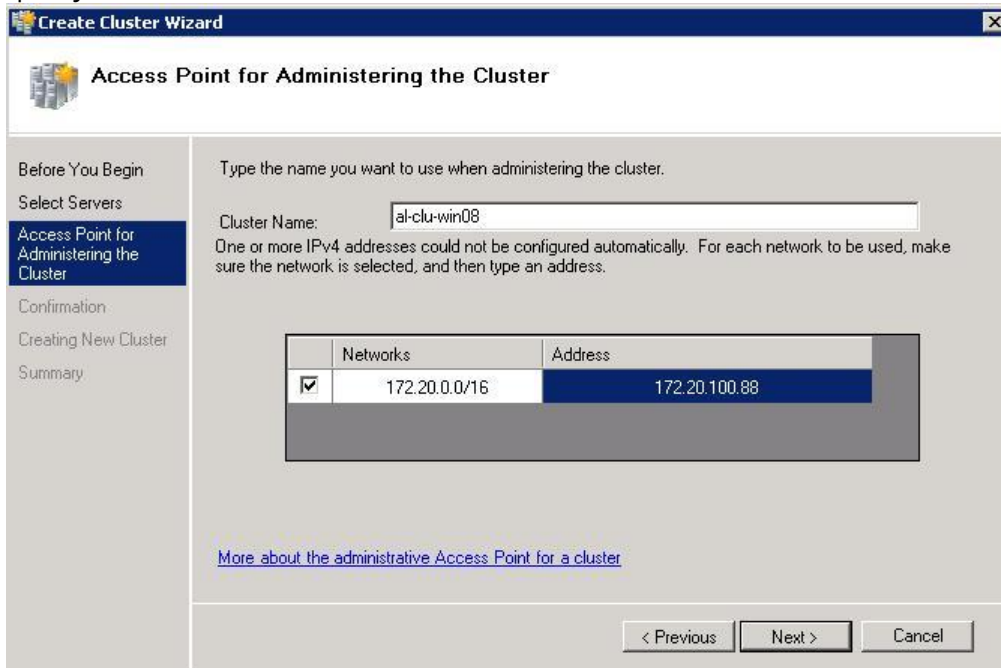 Create Cluster Wizard
Access Point for Administering the Cluster
Before You Begin
Select Servers
Access Point for
Administering the
Cluster
Confirmation
Creating New Cluster
Summary
Type the name you want to use when administering the cluster.
Cluster Name: al-clu-win08
One or more IPv4 addresses could not be configured automatically. For each network to be used, make
sure the network is selected, and then type an address.
Networks Address
172.20.0.0/16 172.20.100.88
More about the administrative Access Point for a cluster
< Previous Next > Cancel